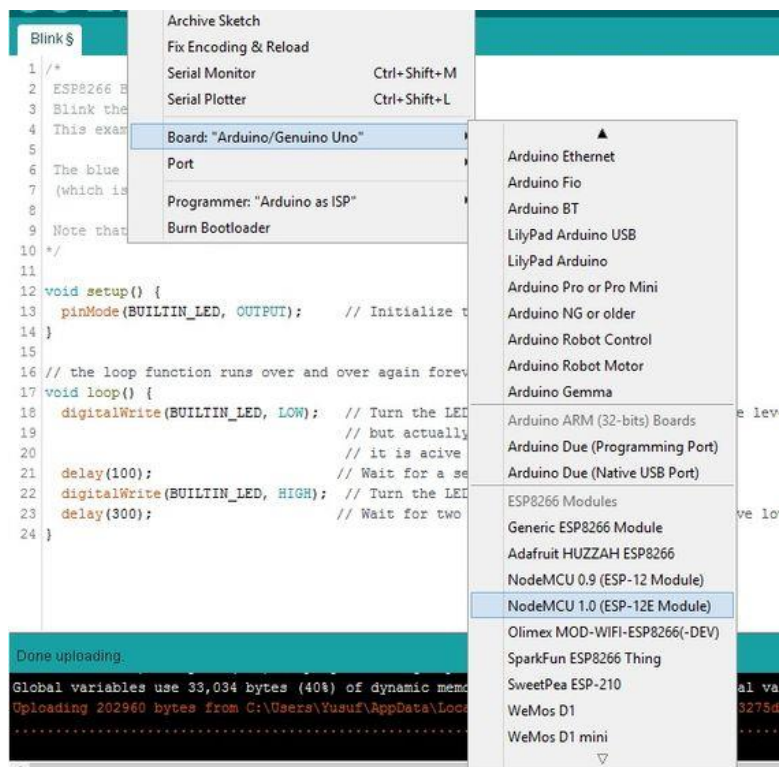 Blink §
Archive Sketch
Fix Encoding & Reload
Serial Monitor Ctrl+Shift+M
Serial Plotter Ctrl+Shift+L
Board: "Arduino/Genuino Uno"
Port
Programmer: "Arduino as ISP"
Burn Bootloader
▲
Arduino Ethernet
Arduino Fio
Arduino BT
LilyPad Arduino USB
LilyPad Arduino
Arduino Pro or Pro Mini
Arduino NG or older
Arduino Robot Control
Arduino Robot Motor
Arduino Gemma
Arduino ARM (32-bits) Boards
Arduino Due (Programming Port)
Arduino Due (Native USB Port)
ESP8266 Modules
Generic ESP8266 Module
Adafruit HUZZAH ESP8266
NodeMCU 0.9 (ESP-12 Module)
NodeMCU 1.0 (ESP-12E Module)
Olimex MOD-WIFI-ESP8266(-DEV)
SparkFun ESP8266 Thing
SweetPea ESP-210
WeMos D1
WeMos D1 mini
▽
1 /*
2 ESP8266 B
3 Blink the
4 This exam
5
6 The blue
7 (which is
8
9 Note that
10 */
11
12 void setup() {
13 pinMode(BUILTIN_LED, OUTPUT); // Initialize t
14 }
15
16 // the loop function runs over and over again forev
17 void loop() {
18 digitalWrite(BUILTIN_LED, LOW); // Turn the LED e lev
19 // but actually
20 // it is acive
21 delay(100); // Wait for a se
22 digitalWrite(BUILTIN_LED, HIGH); // Turn the LED
23 delay(300); // Wait for two ve lo
24 }
Done uploading.
Global variables use 33,034 bytes (40%) of dynamic memo al va
Uploading 202960 bytes from C:\Users\Yusuf\AppData\Loca 3275d